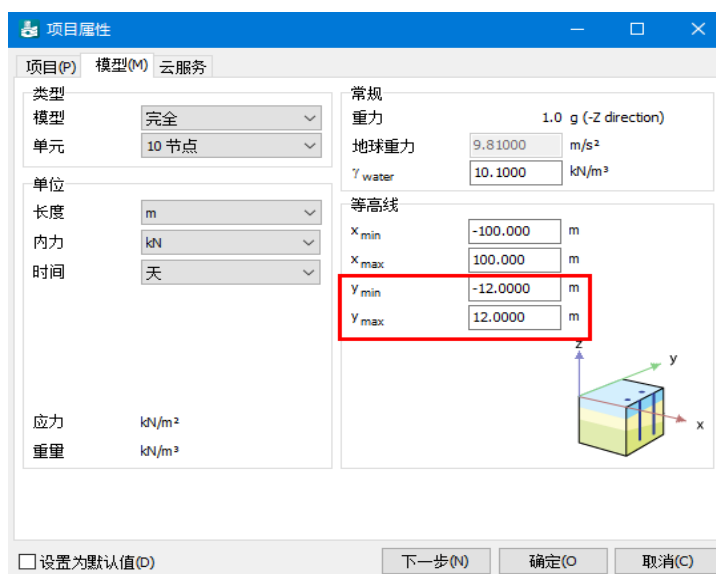 项目属性
项目(P) 模型(M) 云服务
类型
模型 完全
单元 10 节点
单位
长度 m
内力 kN
时间 天
应力 kN/m²
重量 kN/m³
常规
重力 1.0 g (-Z direction)
地球重力 9.81000 m/s²
γ water 10.1000 kN/m³
等高线
x min -100.000 m
x max 100.000 m
y min -12.0000 m
y max 12.0000 m
z
y
x
设置为默认值(D) 下一步(N) 确定(O 取消(C)